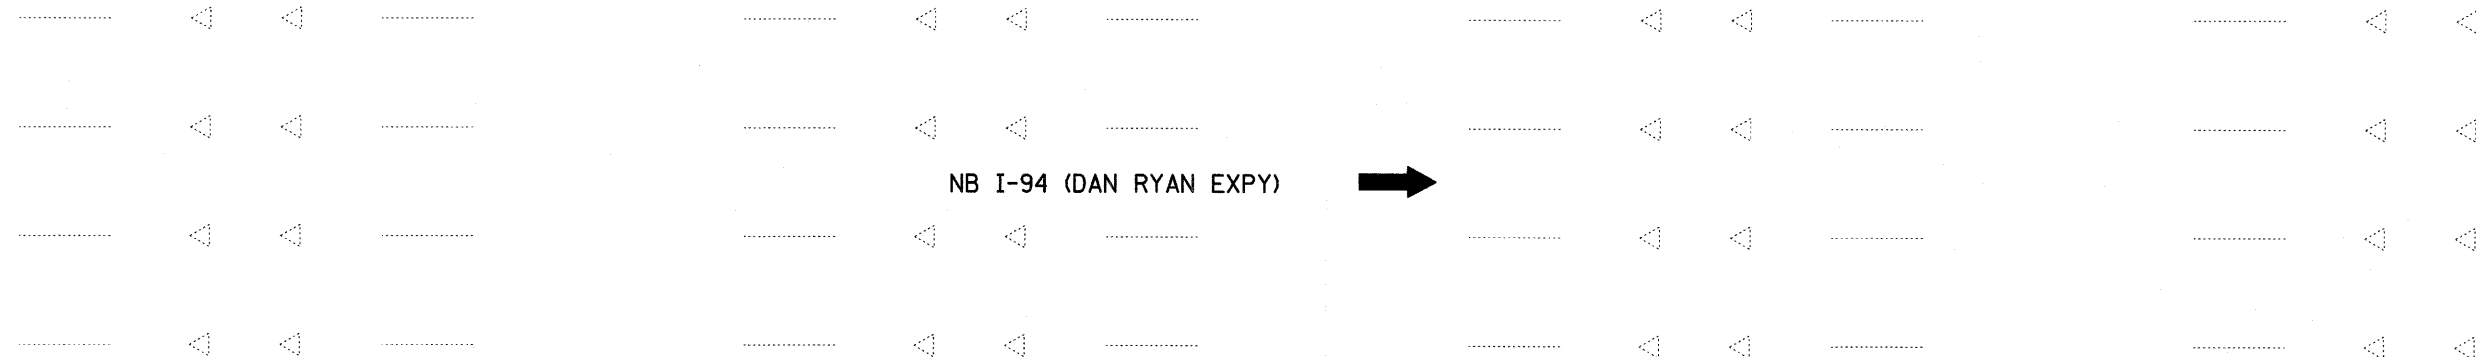 NB I-94 (DAN RYAN EXPY)